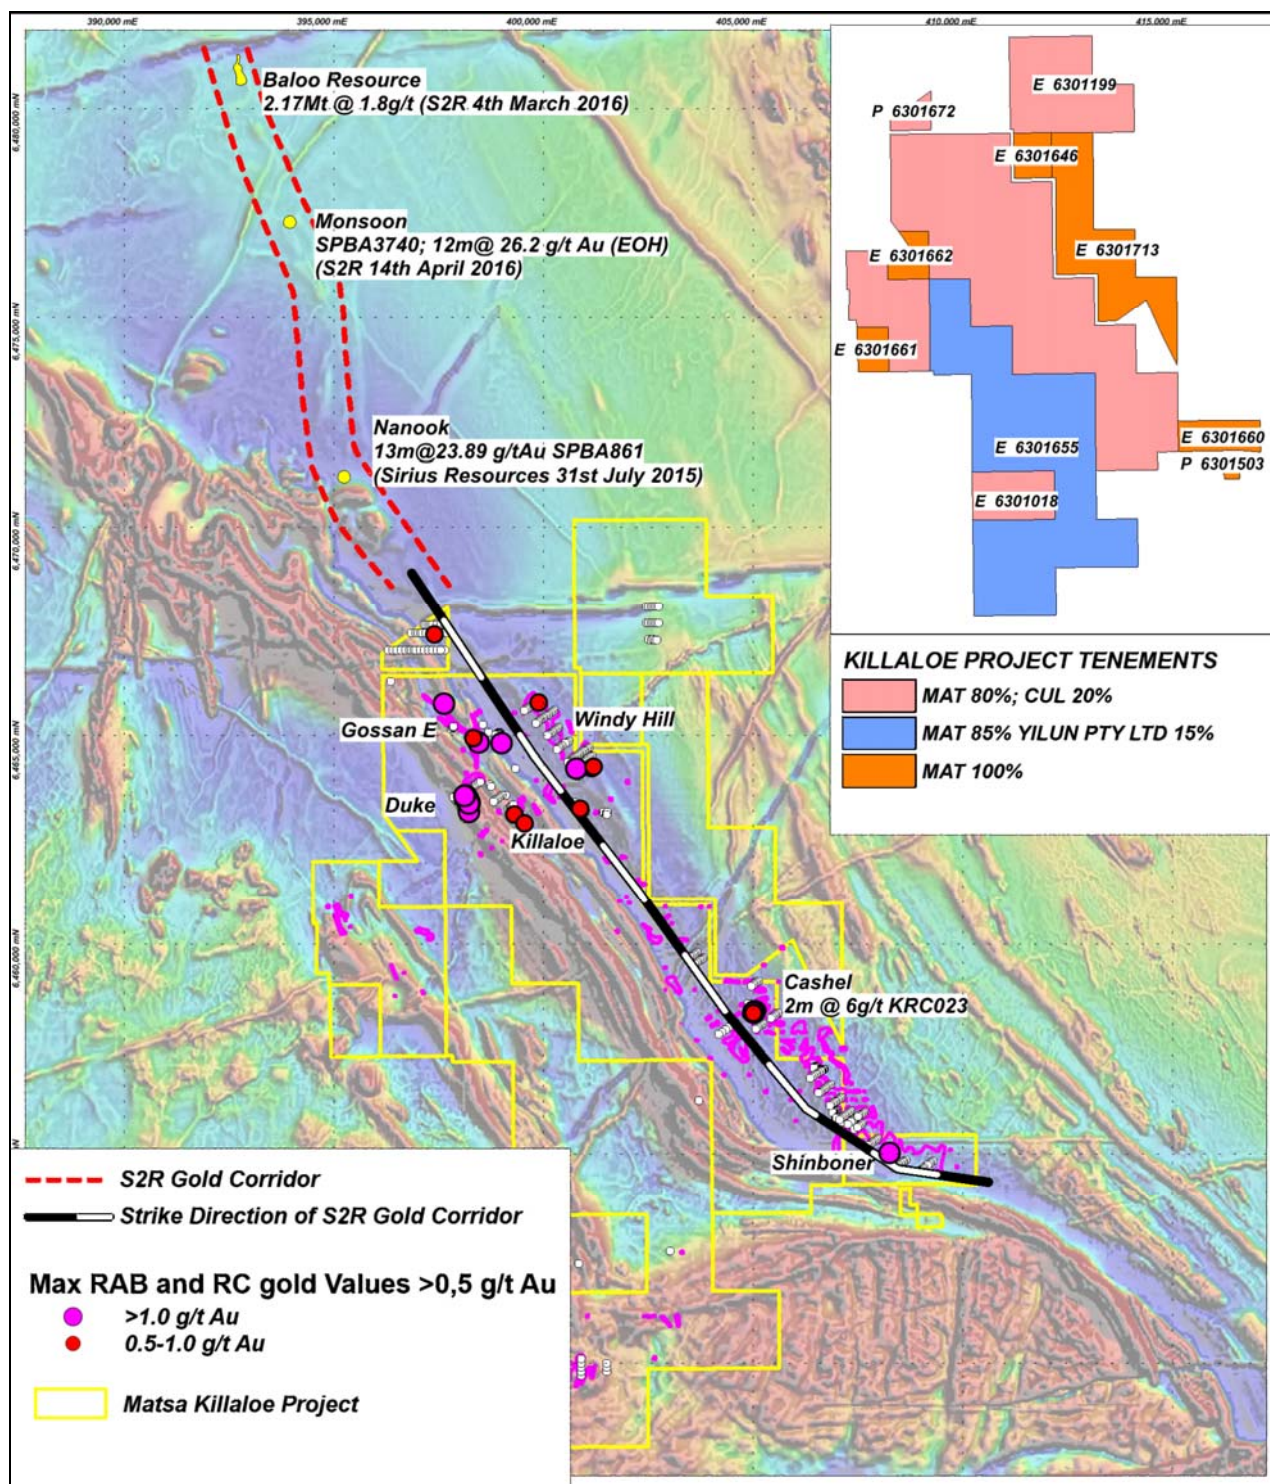 390,000 mE
395,000 mE
400,000 mE
405,000 mE
410,000 mE
415,000 mE
6,480,000 mN
6,475,000 mN
6,470,000 mN
6,465,000 mN
6,460,000 mN
Baloo Resource
2.17Mt @ 1.8g/t (S2R 4th March 2016)
Monsoon
SPBA3740; 12m@ 26.2 g/t Au (EOH)
(S2R 14th April 2016)
Nanook
13m@23.89 g/tAu SPBA861
(Sirius Resources 31st July 2015)
Gossan E
Windy Hill
Duke
Killaloe
Cashel
2m @ 6g/t KRC023
Shinboner
E 6301199
P 6301672
E 6301646
E 6301662
E 6301713
E 6301661
E 6301655
E 6301660
P 6301503
E 6301018
KILLALOE PROJECT TENEMENTS
MAT 80%; CUL 20%
MAT 85% YILUN PTY LTD 15%
MAT 100%
S2R Gold Corridor
Strike Direction of S2R Gold Corridor
Max RAB and RC gold Values >0,5 g/t Au
>1.0 g/t Au
0.5-1.0 g/t Au
Matsa Killaloe Project